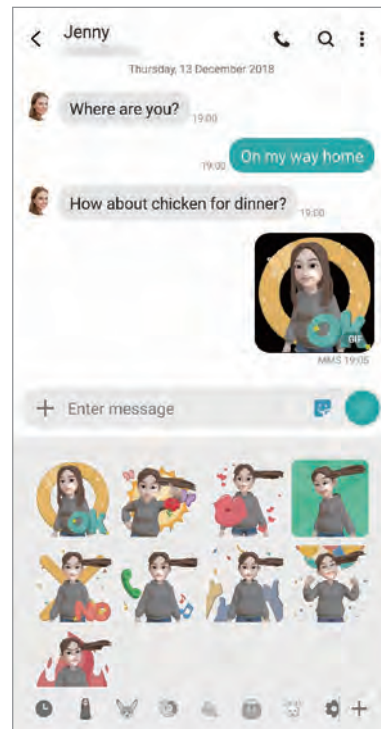 Jenny
Thursday, 13 December 2018
Where are you?
19:00
On my way home
19:00
How about chicken for dinner?
19:00
OK
GIF
MMS 19:05
Enter message
OK
NO